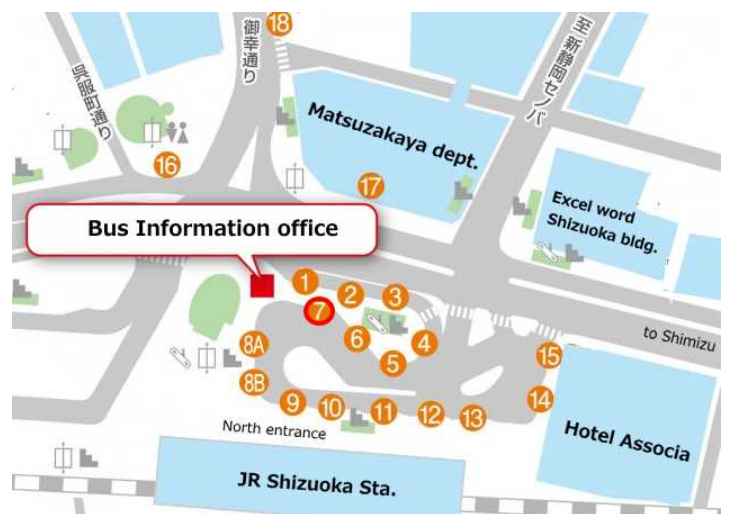 18
御幸通り
至 新静岡セノバ
呉服町通り
Matsuzakaya dept.
16
17
Excel word
Shizuoka bldg.
Bus Information office
1
2
3
7
6
4
5
to Shimizu
8A
8B
15
14
9
10
11
12
13
North entrance
Hotel Associa
JR Shizuoka Sta.